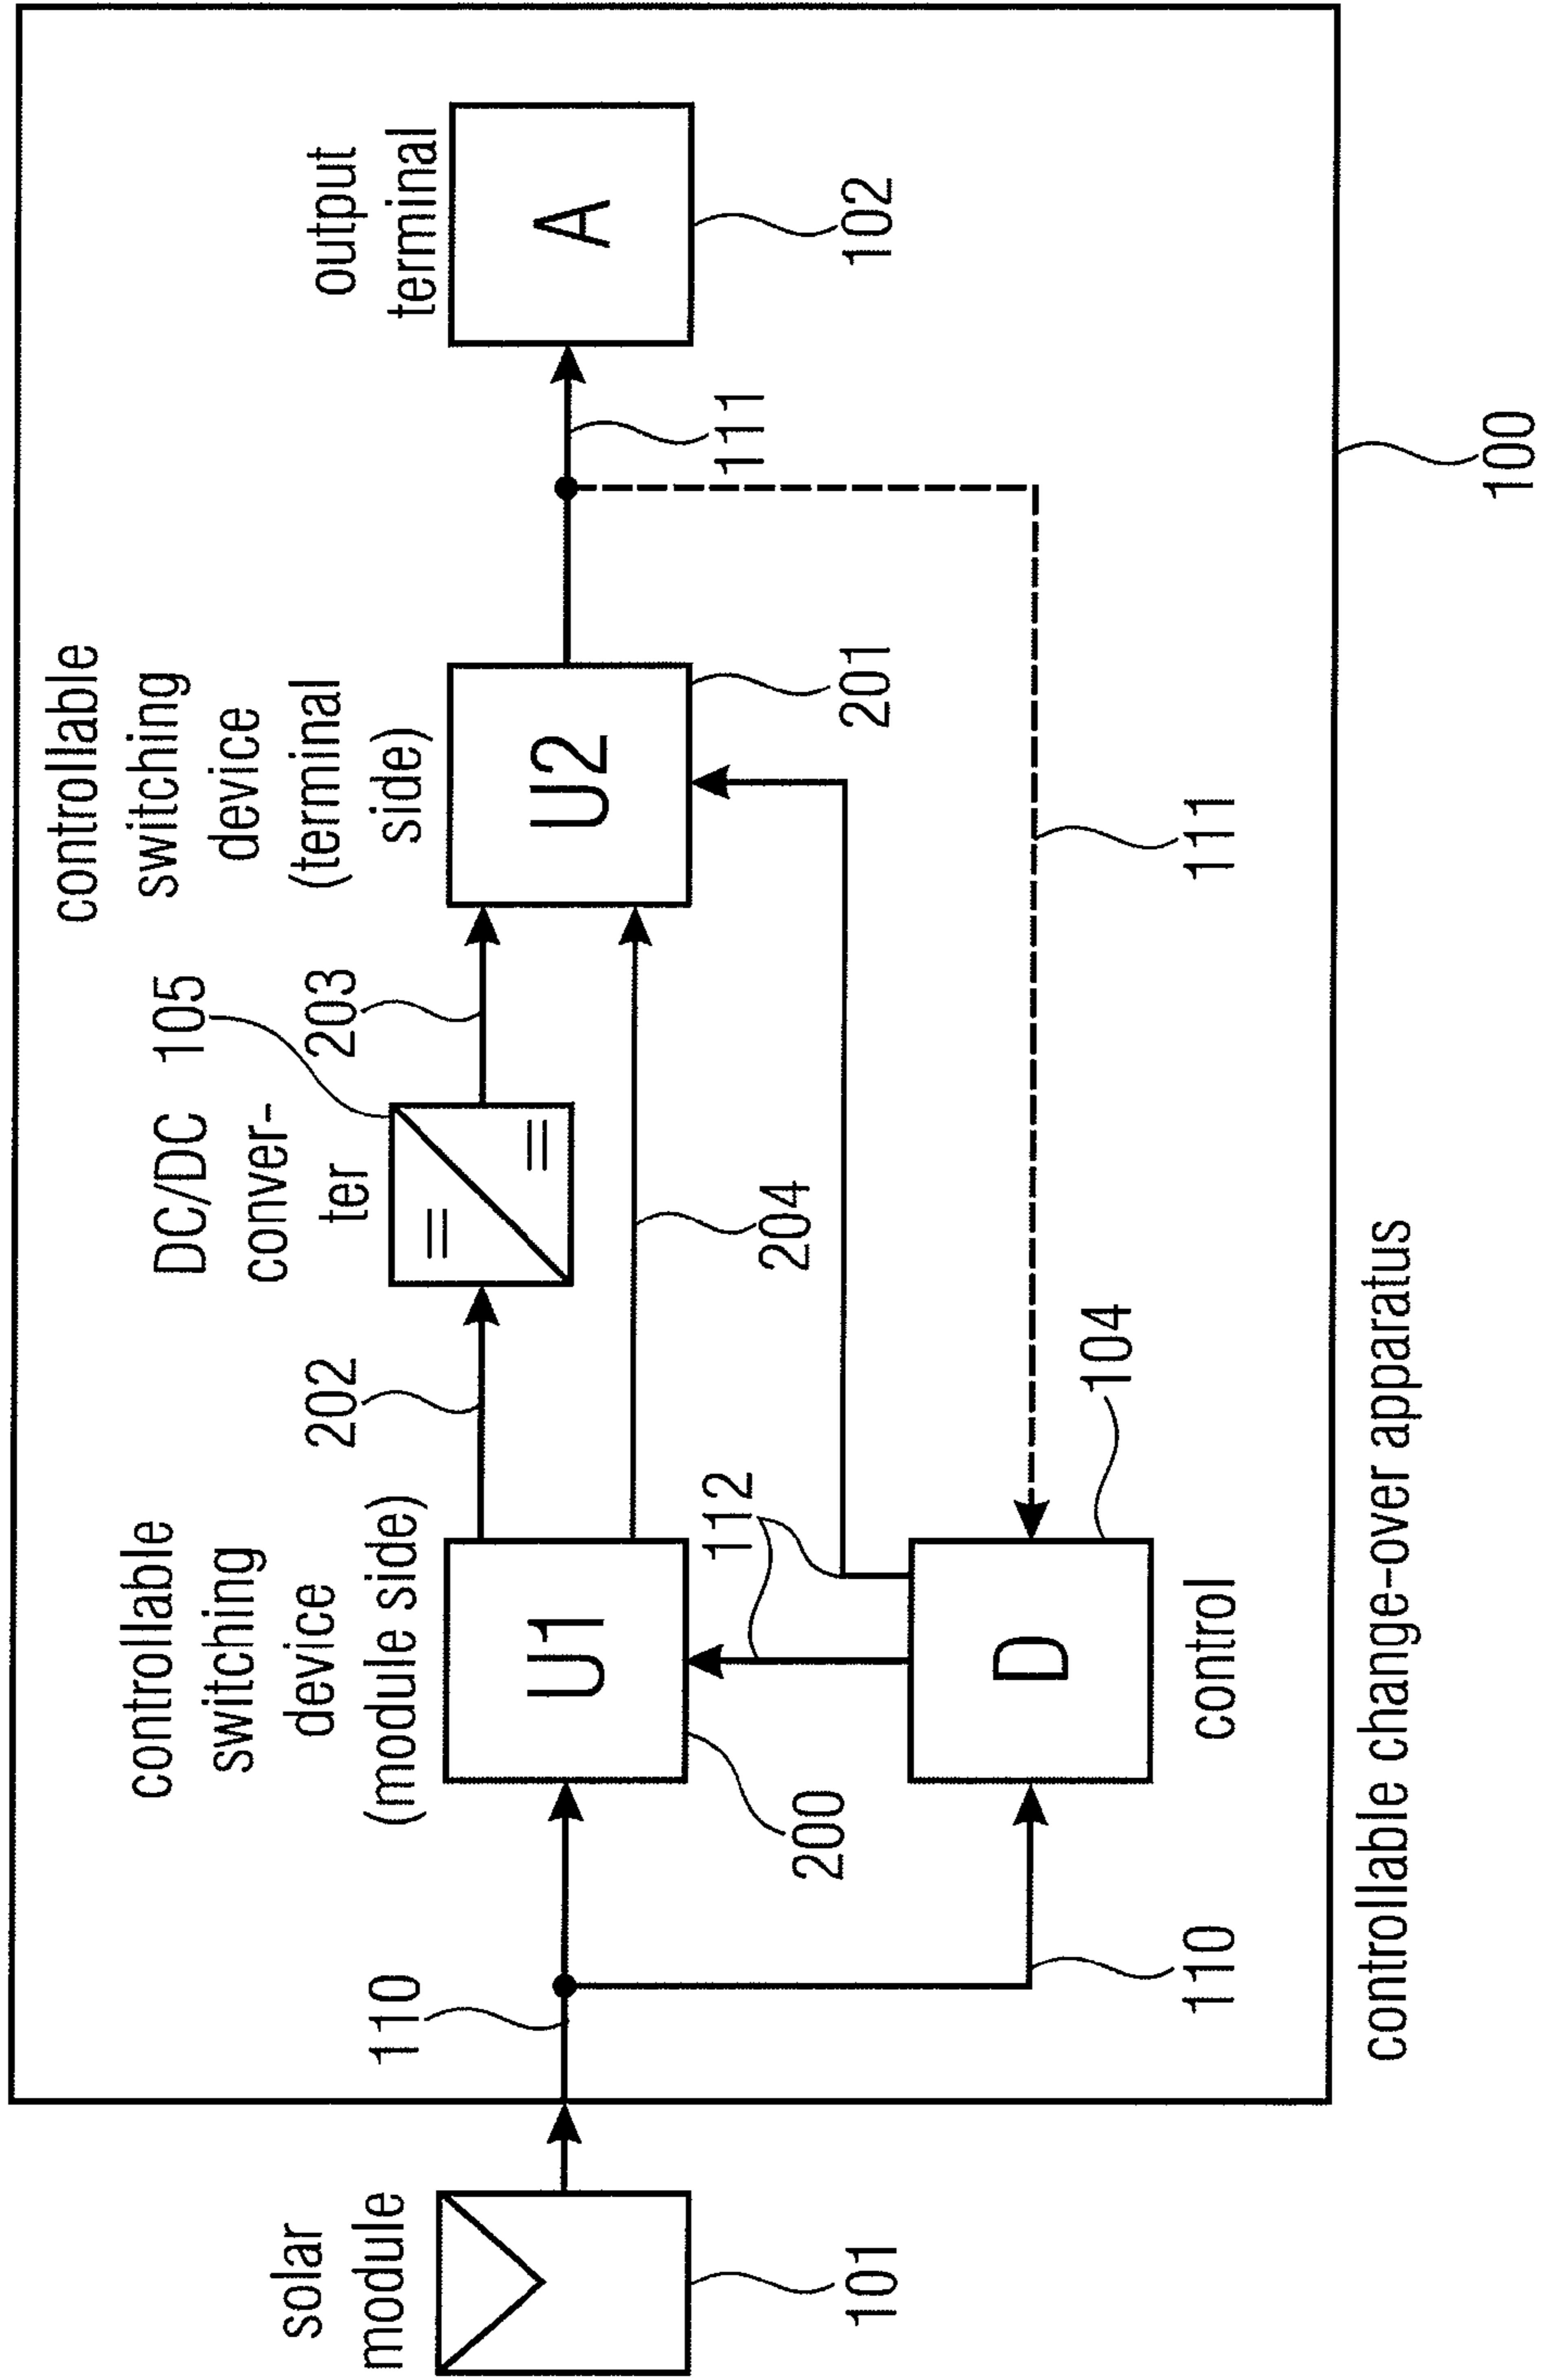 solar
module
101
110
110
controllable
switching
device
(module side)
U1
200
112
D
control
104
202
DC/DC
conver-
ter
105
203
204
controllable
switching
device
(terminal
side)
U2
201
111
111
output
terminal
A
102
100
controllable change-over apparatus